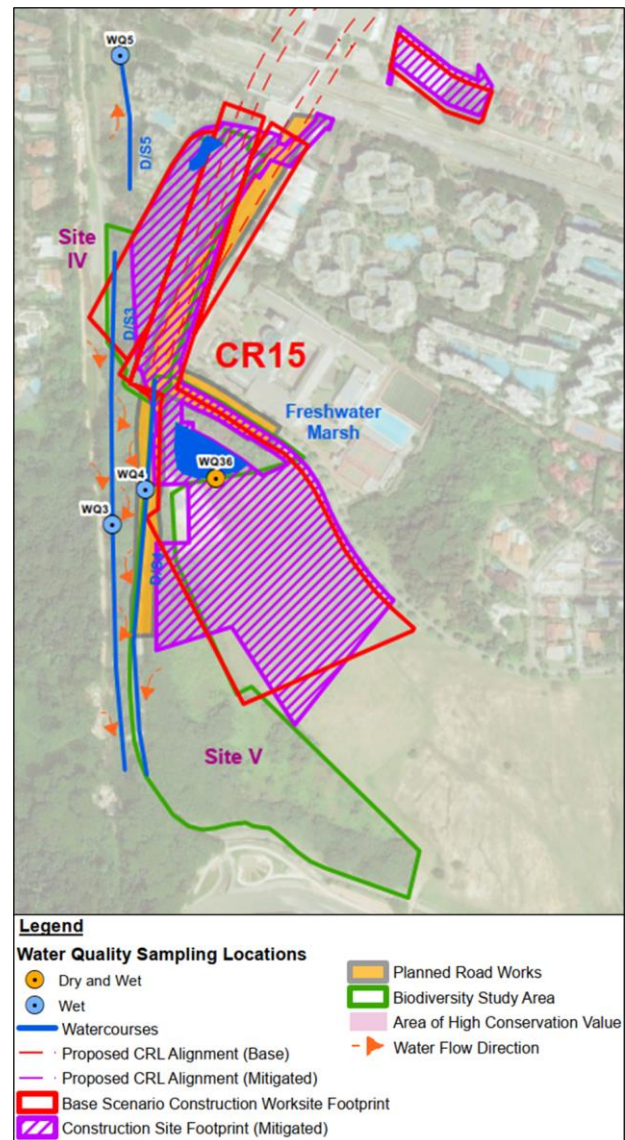 WQ5
D/S5
Site
IV
D/S3
CR15
Freshwater
Marsh
WQ36
WQ4
WQ3
D/S4
Site V
Legend
Water Quality Sampling Locations
Dry and Wet
Wet
Watercourses
Proposed CRL Alignment (Base)
Proposed CRL Alignment (Mitigated)
Base Scenario Construction Worksite Footprint
Construction Site Footprint (Mitigated)
Planned Road Works
Biodiversity Study Area
Area of High Conservation Value
Water Flow Direction